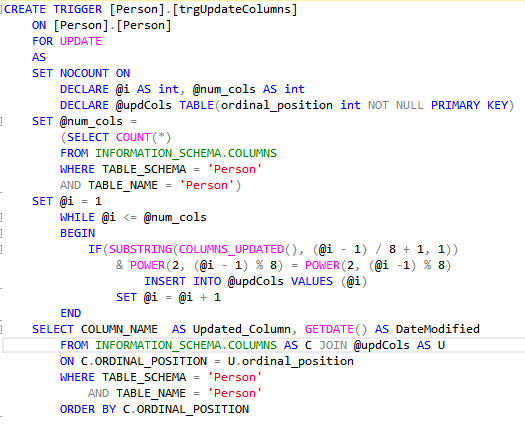 CREATE TRIGGER [Person].[trgUpdateColumns]
ON [Person].[Person]
FOR UPDATE
AS
SET NOCOUNT ON
DECLARE @i AS int, @num_cols AS int
DECLARE @updCols TABLE(ordinal_position int NOT NULL PRIMARY KEY)
SET @num_cols =
(SELECT COUNT(*)
FROM INFORMATION_SCHEMA.COLUMNS
WHERE TABLE_SCHEMA = 'Person'
AND TABLE_NAME = 'Person')
SET @i = 1
WHILE @i <= @num_cols
BEGIN
IF(SUBSTRING(COLUMNS_UPDATED(), (@i - 1) / 8 + 1, 1))
& POWER(2, (@i - 1) % 8) = POWER(2, (@i -1) % 8)
INSERT INTO @updCols VALUES (@i)
SET @i = @i + 1
END
SELECT COLUMN_NAME  AS Updated_Column, GETDATE() AS DateModified
FROM INFORMATION_SCHEMA.COLUMNS AS C JOIN @updCols AS U
ON C.ORDINAL_POSITION = U.ordinal_position
WHERE TABLE_SCHEMA = 'Person'
AND TABLE_NAME = 'Person'
ORDER BY C.ORDINAL_POSITION